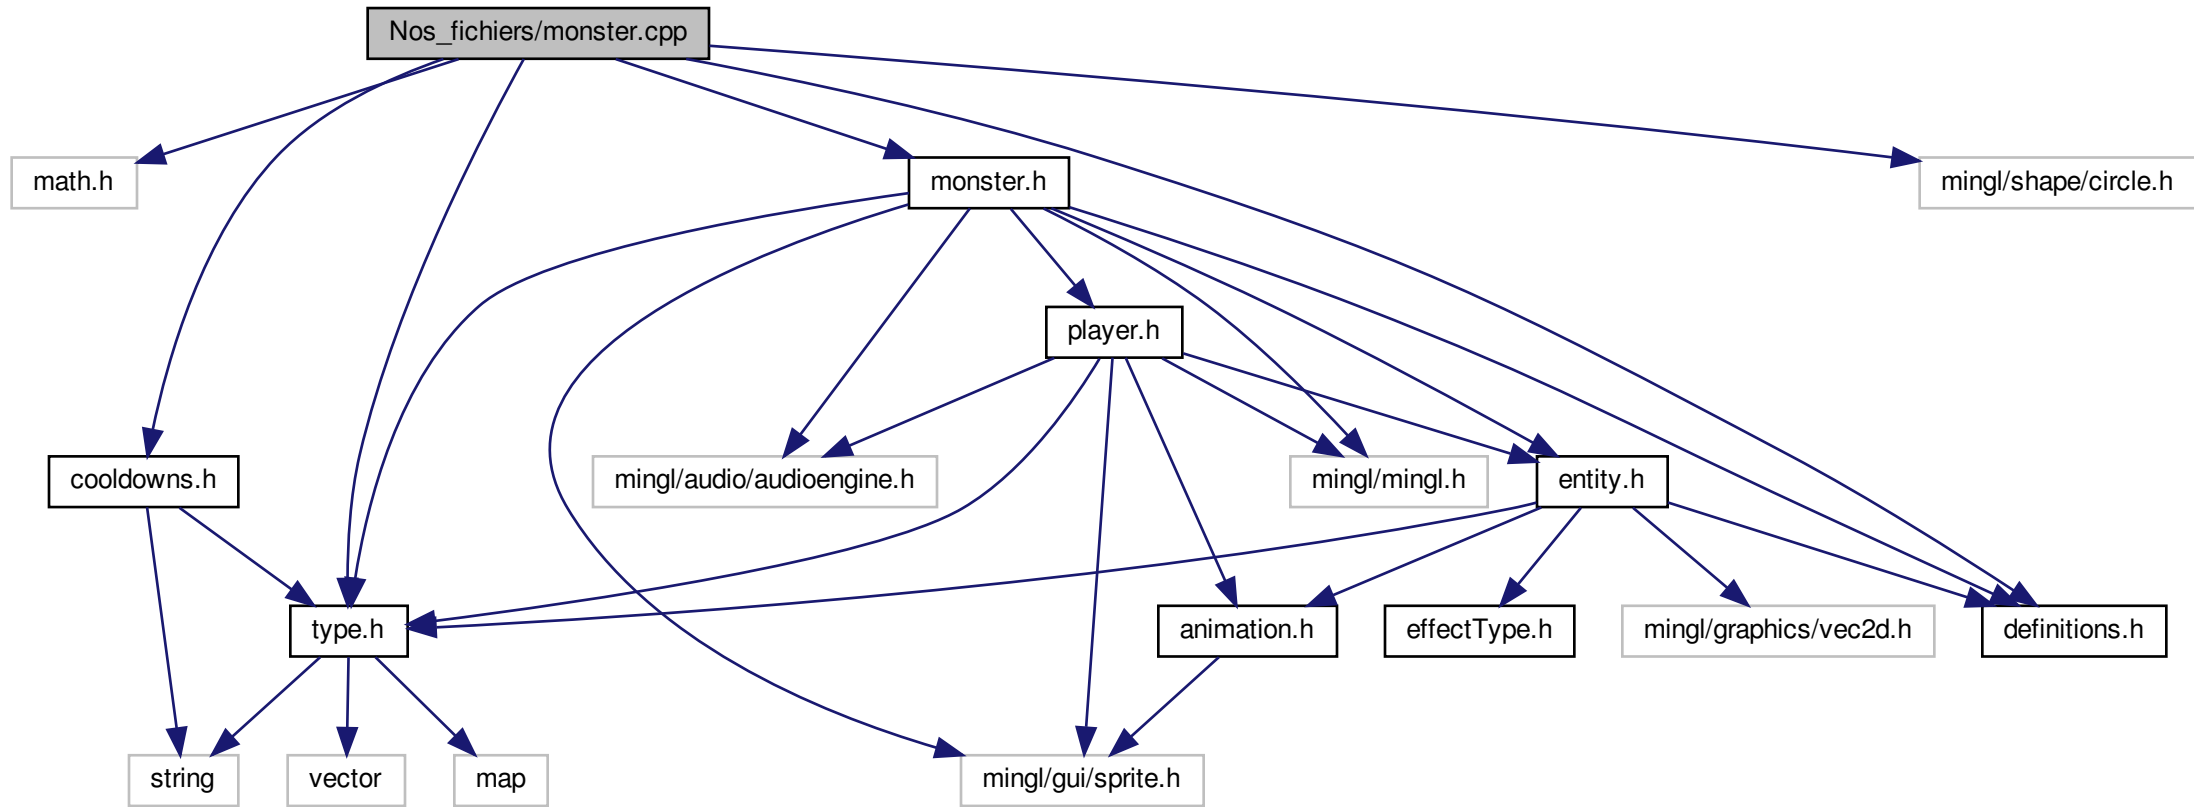 Nos_fichiers/monster.cpp
math.h
monster.h
mingl/shape/circle.h
player.h
cooldowns.h
mingl/audio/audioengine.h
mingl/mingl.h
entity.h
type.h
animation.h
effectType.h
mingl/graphics/vec2d.h
definitions.h
string
vector
map
mingl/gui/sprite.h